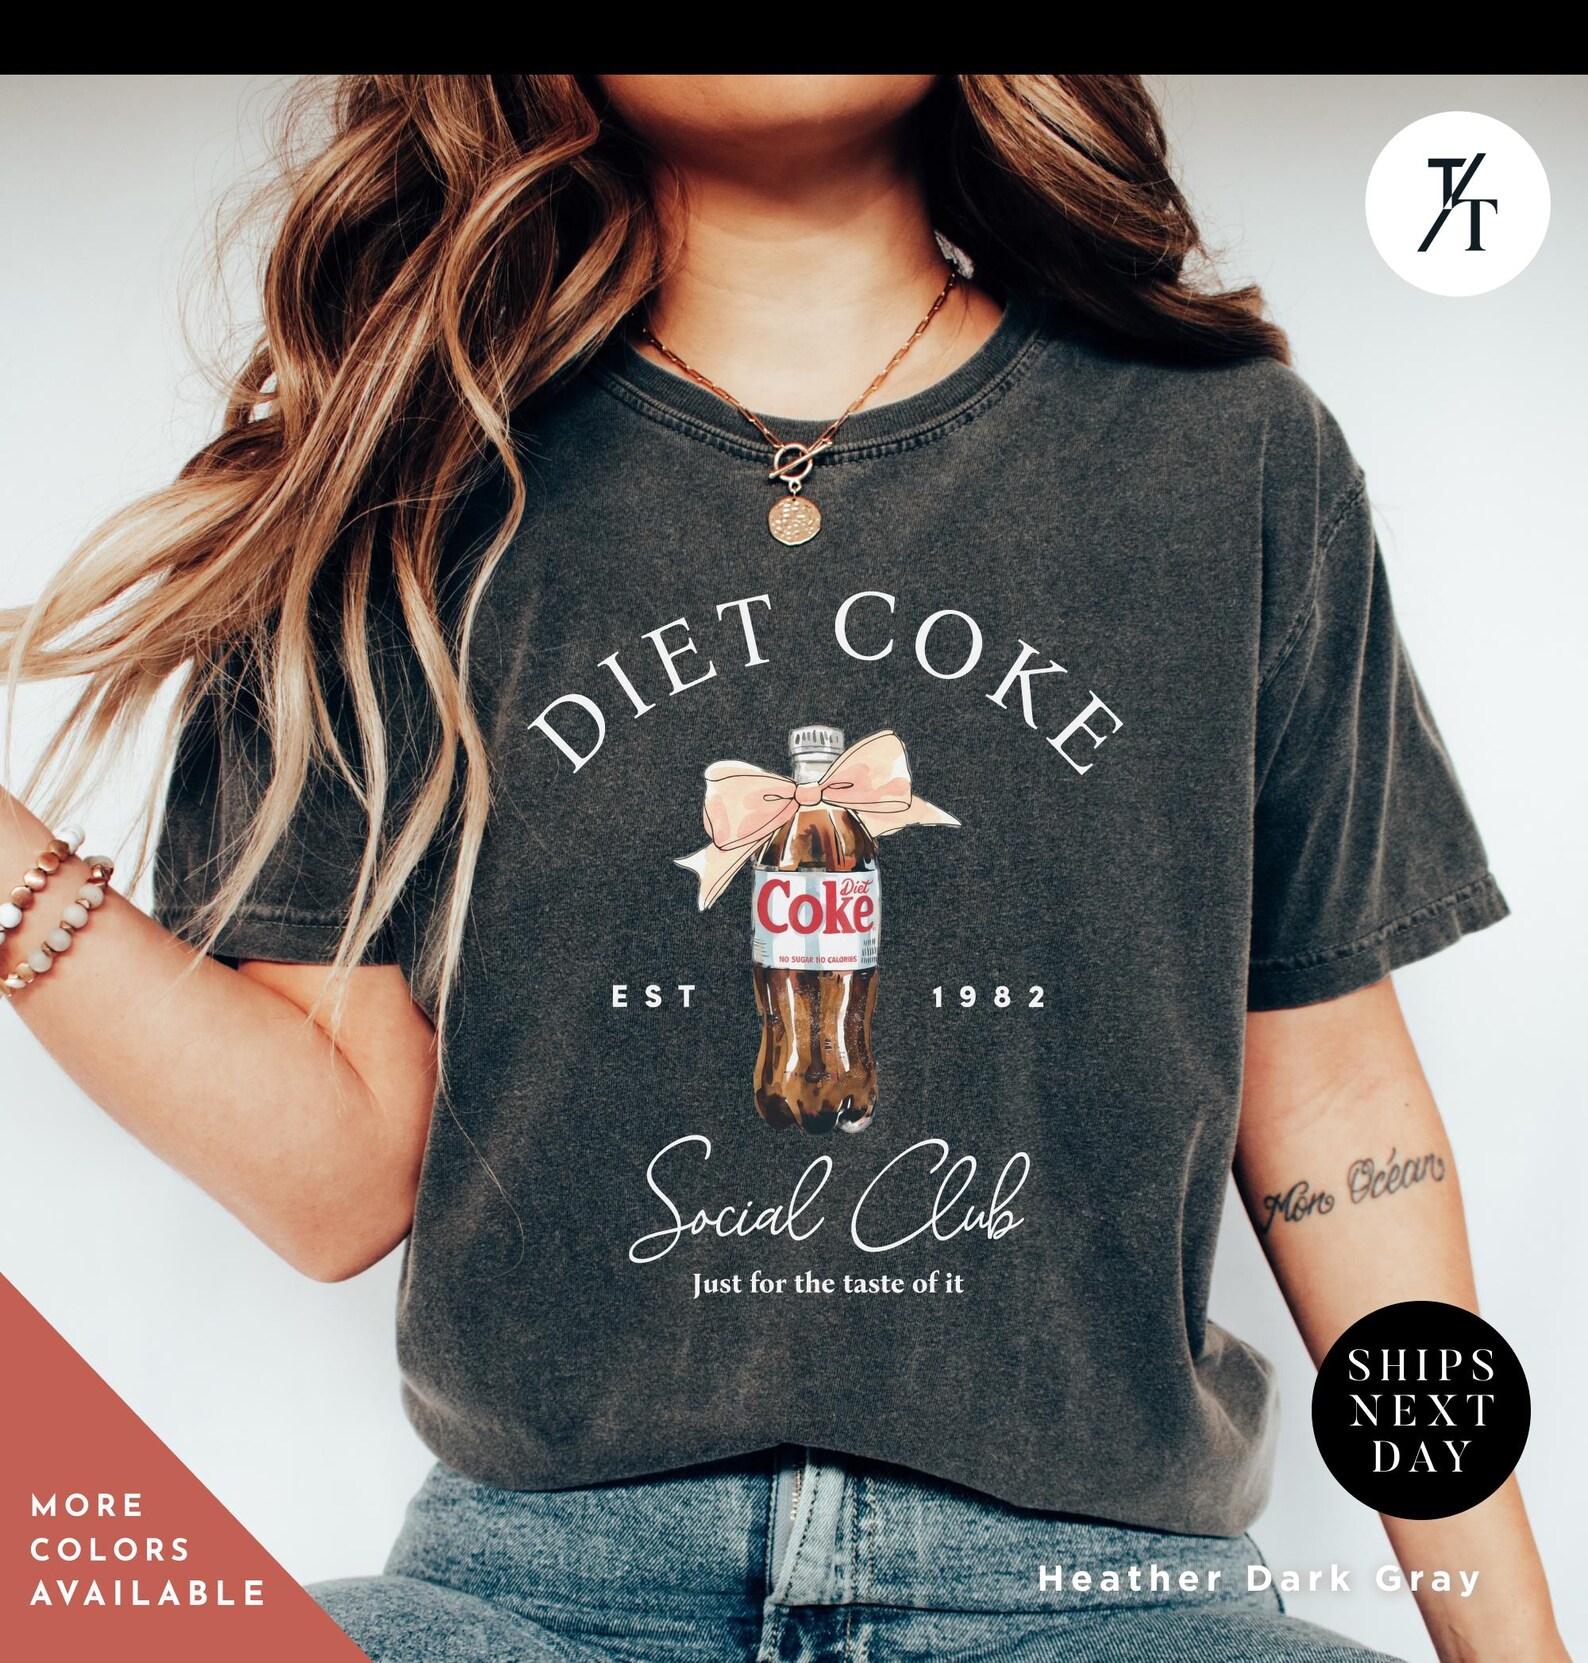 T/T
DIET COKE
Diet
Coke
NO SUGAR NO CALORIES
EST 1982
Social Club
Just for the taste of it
Mon Océan
SHIPS
NEXT
DAY
MORE
COLORS
AVAILABLE
Heather Dark Gray